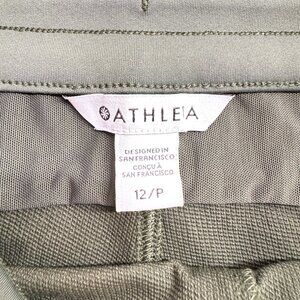 ATHLETA
DESIGNED IN
SAN FRANCISCO
CONÇU À
SAN FRANCISCO
12/P